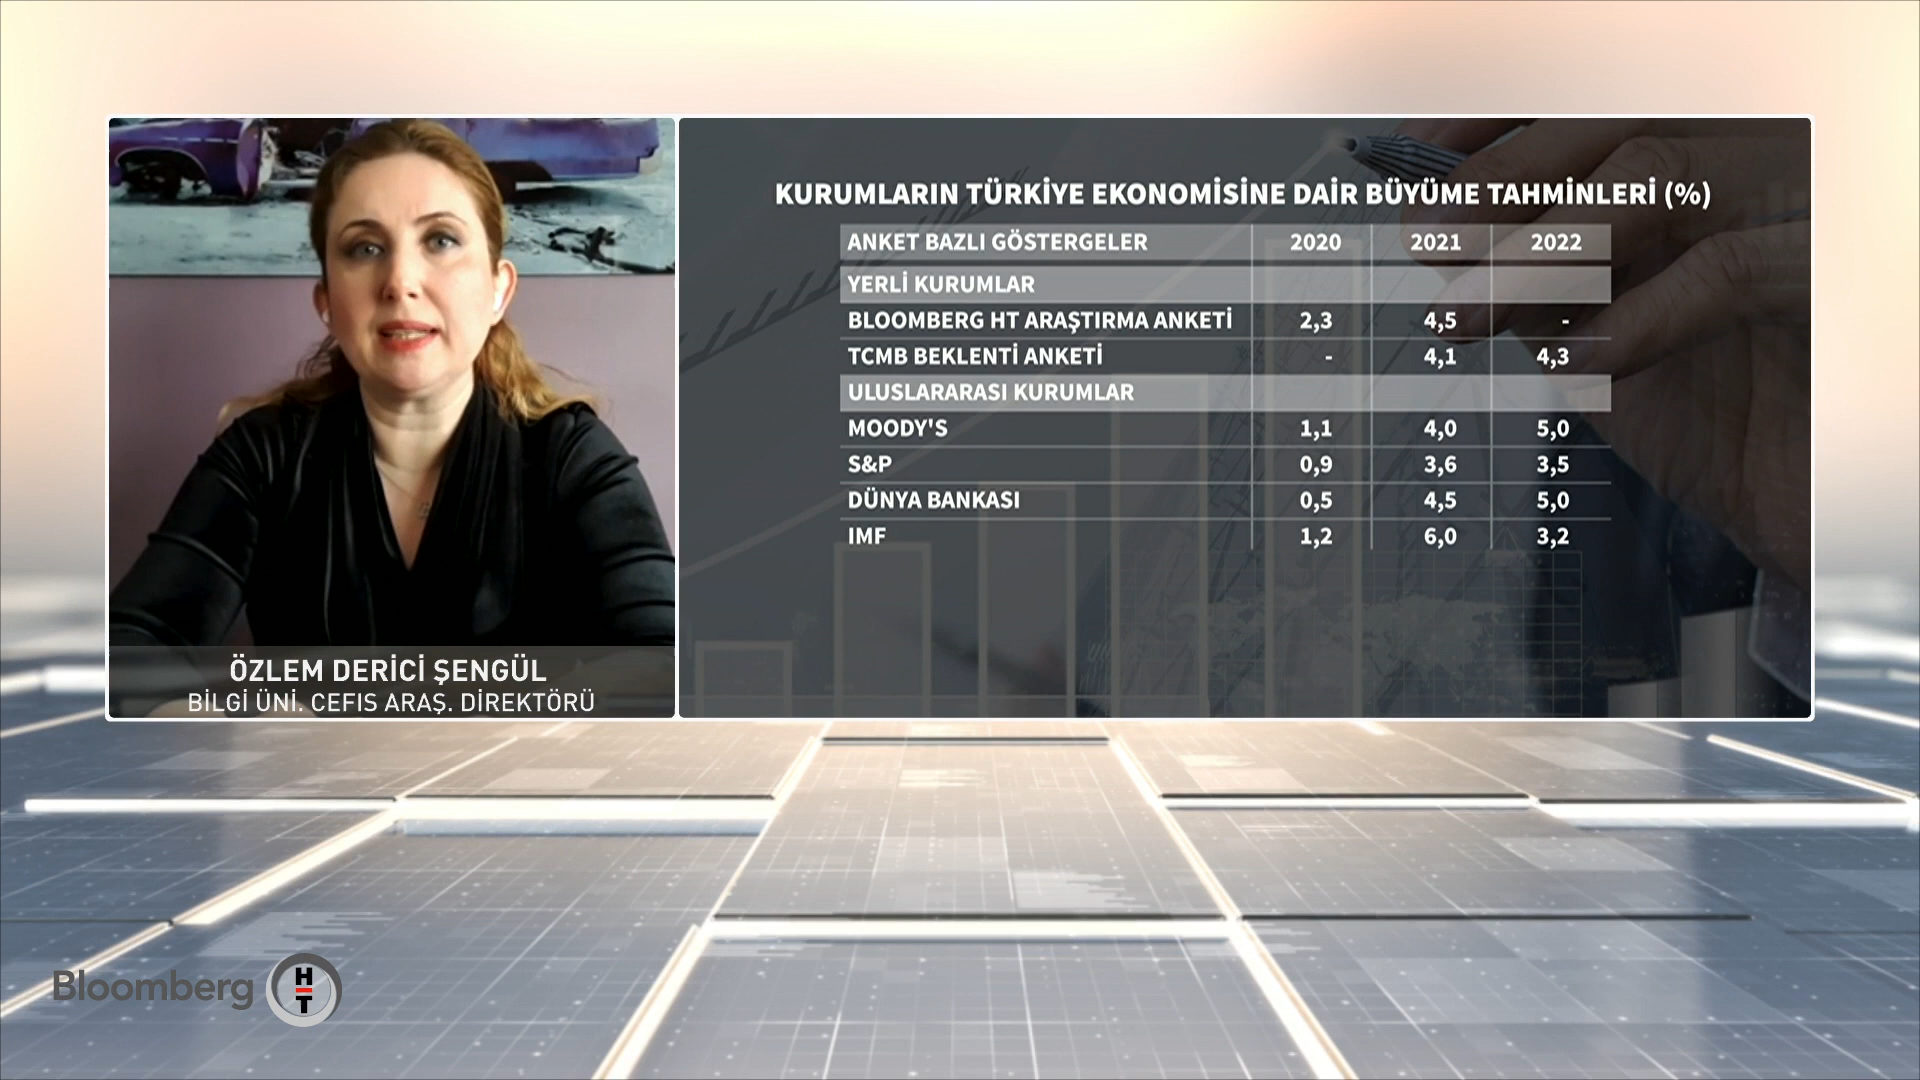 KURUMLARIN TÜRKİYE EKONOMİSİNE DAİR BÜYÜME TAHMİNLERİ (%)
ANKET BAZLI GÖSTERGELER 2020 2021 2022
YERLİ KURUMLAR
BLOOMBERG HT ARAŞTIRMA ANKETİ 2,3 4,5 -
TCMB BEKLENTİ ANKETİ - 4,1 4,3
ULUSLARARASI KURUMLAR
MOODY'S 1,1 4,0 5,0
S&P 0,9 3,6 3,5
DÜNYA BANKASI 0,5 4,5 5,0
IMF 1,2 6,0 3,2
ÖZLEM DERİCİ ŞENGÜL
BİLGİ ÜNİ. CEFIS ARAŞ. DİREKTÖRÜ
Bloomberg HT